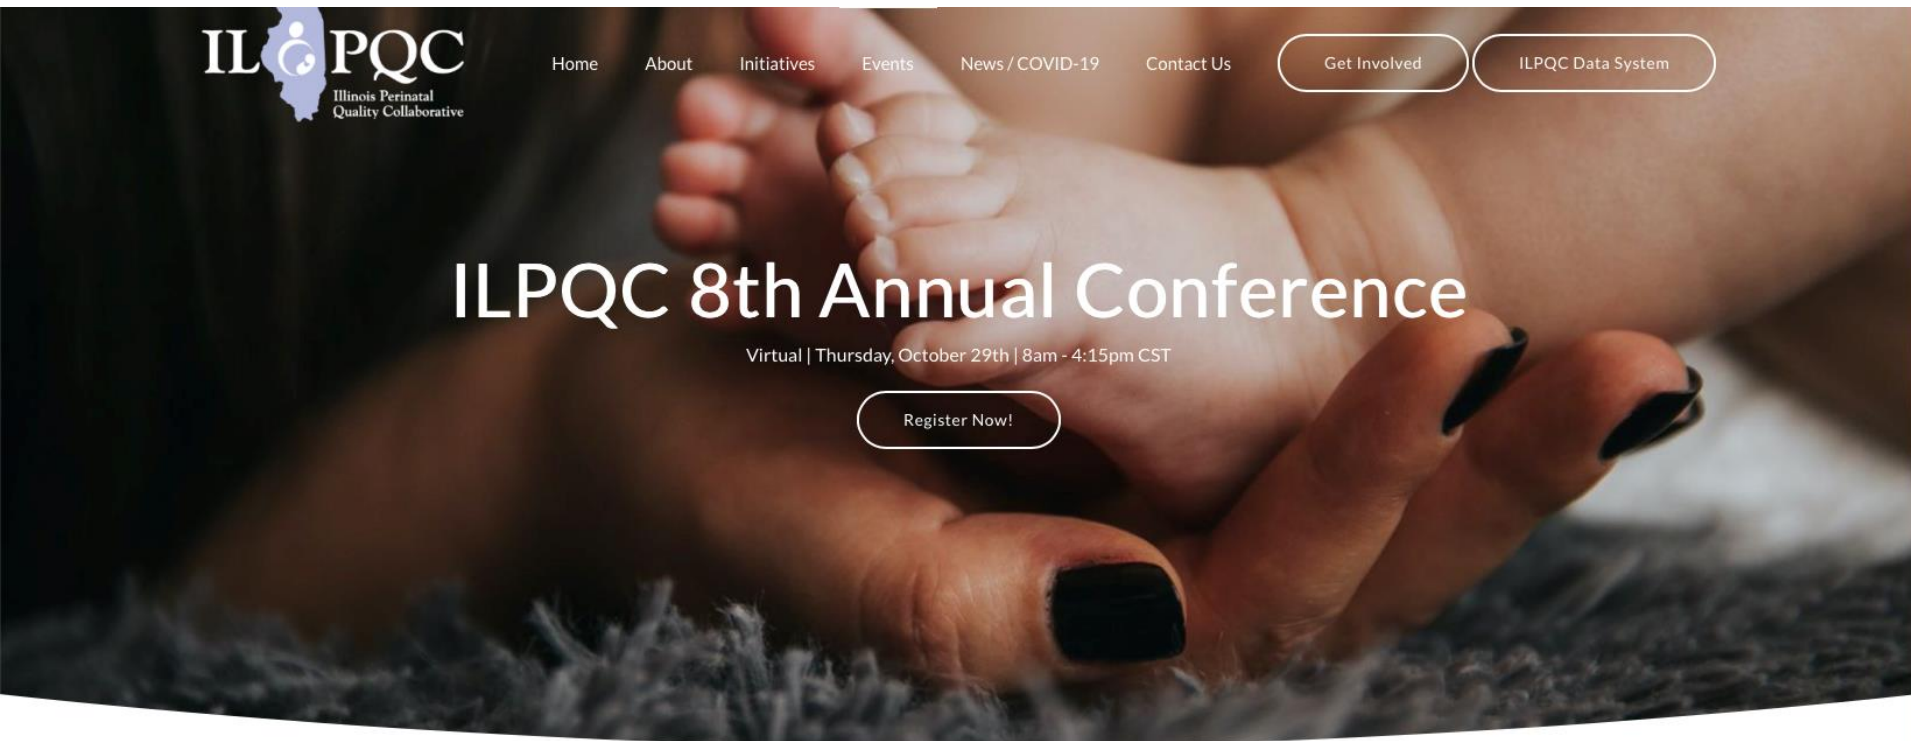 IL PQC
Illinois Perinatal
Quality Collaborative
Home About Initiatives Events News / COVID-19 Contact Us Get Involved ILPQC Data System
ILPQC 8th Annual Conference
Virtual | Thursday, October 29th | 8am - 4:15pm CST
Register Now!